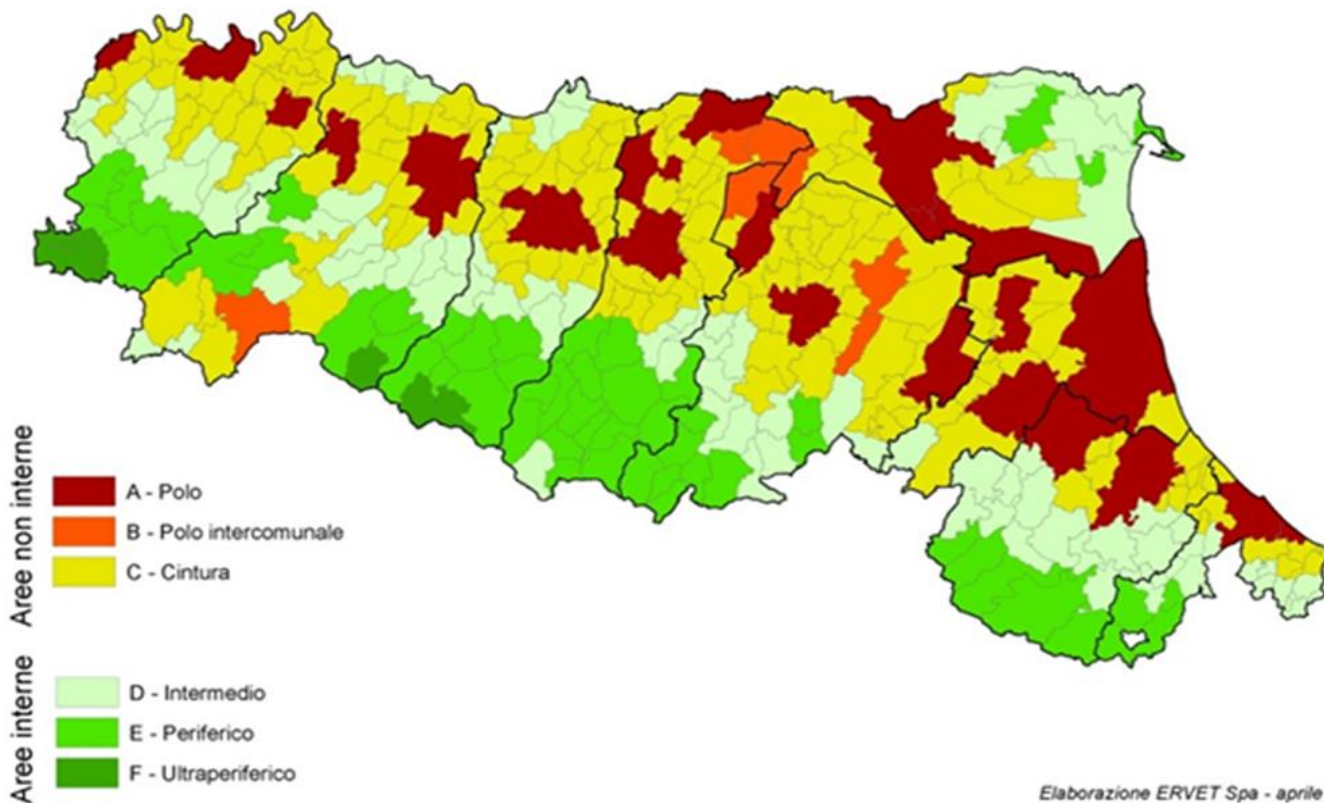 Aree non interne
A - Polo
B - Polo intercomunale
C - Cintura
Aree interne
D - Intermedio
E - Periferico
F - Ultraperiferico
Elaborazione ERVET Spa - aprile